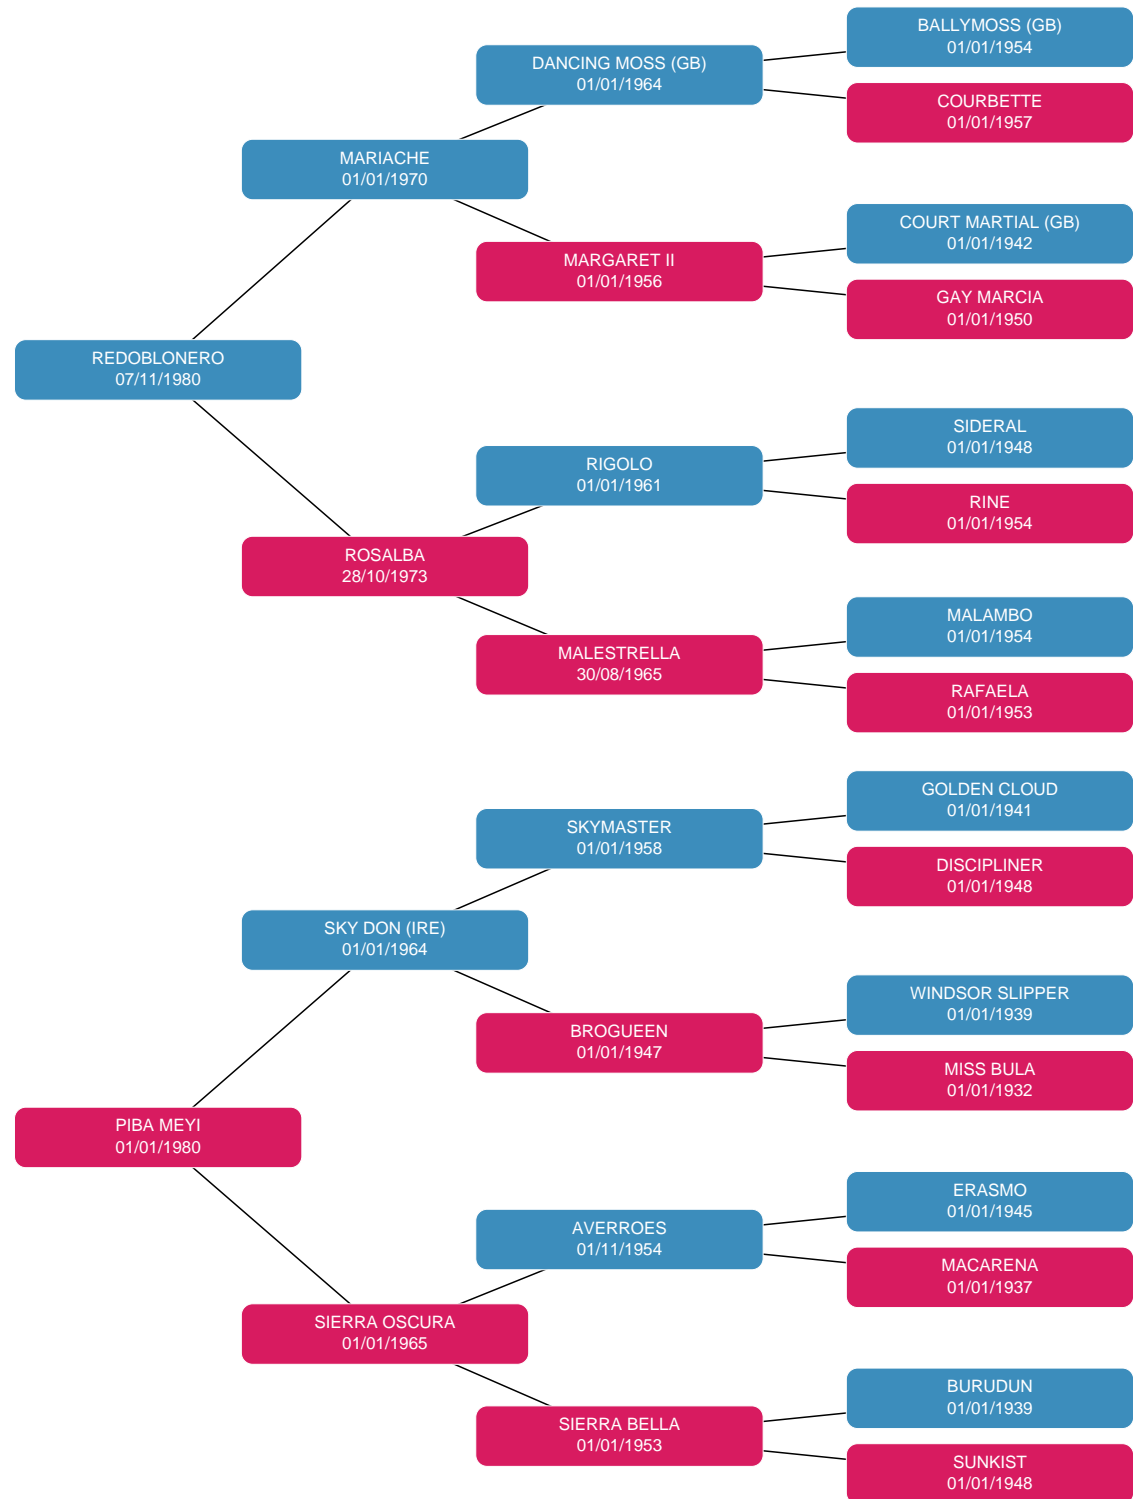 BALLYMOSS (GB)
01/01/1954
DANCING MOSS (GB)
01/01/1964
COURBETTE
01/01/1957
MARIACHE
01/01/1970
COURT MARTIAL (GB)
01/01/1942
MARGARET II
01/01/1956
GAY MARCIA
01/01/1950
REDOBLONERO
07/11/1980
SIDERAL
01/01/1948
RIGOLO
01/01/1961
RINE
01/01/1954
ROSALBA
28/10/1973
MALAMBO
01/01/1954
MALESTRELLA
30/08/1965
RAFAELA
01/01/1953
GOLDEN CLOUD
01/01/1941
SKYMASTER
01/01/1958
DISCIPLINER
01/01/1948
SKY DON (IRE)
01/01/1964
WINDSOR SLIPPER
01/01/1939
BROGUEEN
01/01/1947
MISS BULA
01/01/1932
PIBA MEYI
01/01/1980
ERASMO
01/01/1945
AVERROES
01/11/1954
MACARENA
01/01/1937
SIERRA OSCURA
01/01/1965
BURUDUN
01/01/1939
SIERRA BELLA
01/01/1953
SUNKIST
01/01/1948